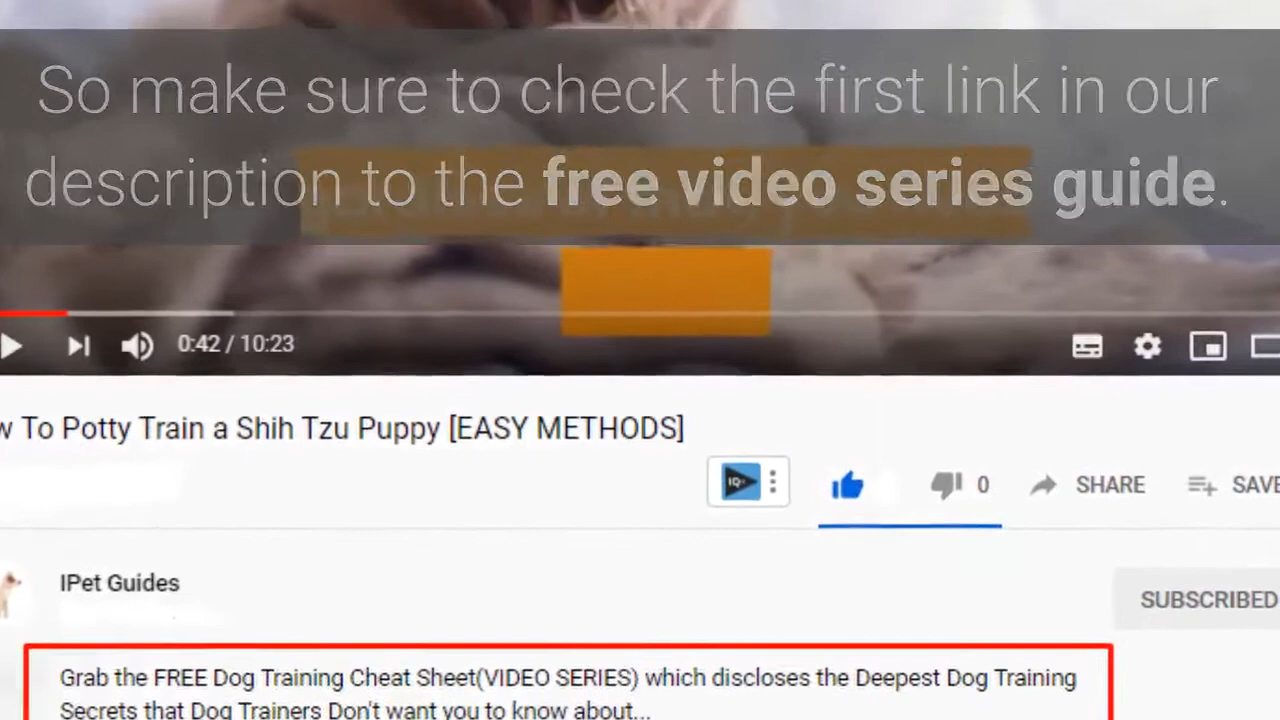 So make sure to check the first link in our
description to the free video series guide.
0:42 / 10:23
To Potty Train a Shih Tzu Puppy [EASY METHODS]
IQ
0 SHARE SAVE
IPet Guides
SUBSCRIBED
Grab the FREE Dog Training Cheat Sheet(VIDEO SERIES) which discloses the Deepest Dog Training
Secrets that Dog Trainers Don't want you to know about...